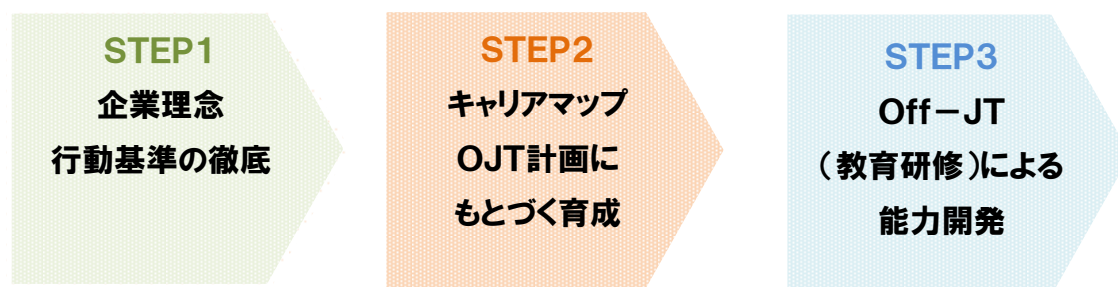 STEP1
企業理念
行動基準の徹底
STEP2
キャリアマップ
OJT計画に
もとづく育成
STEP3
Off－JT
（教育研修）による
能力開発